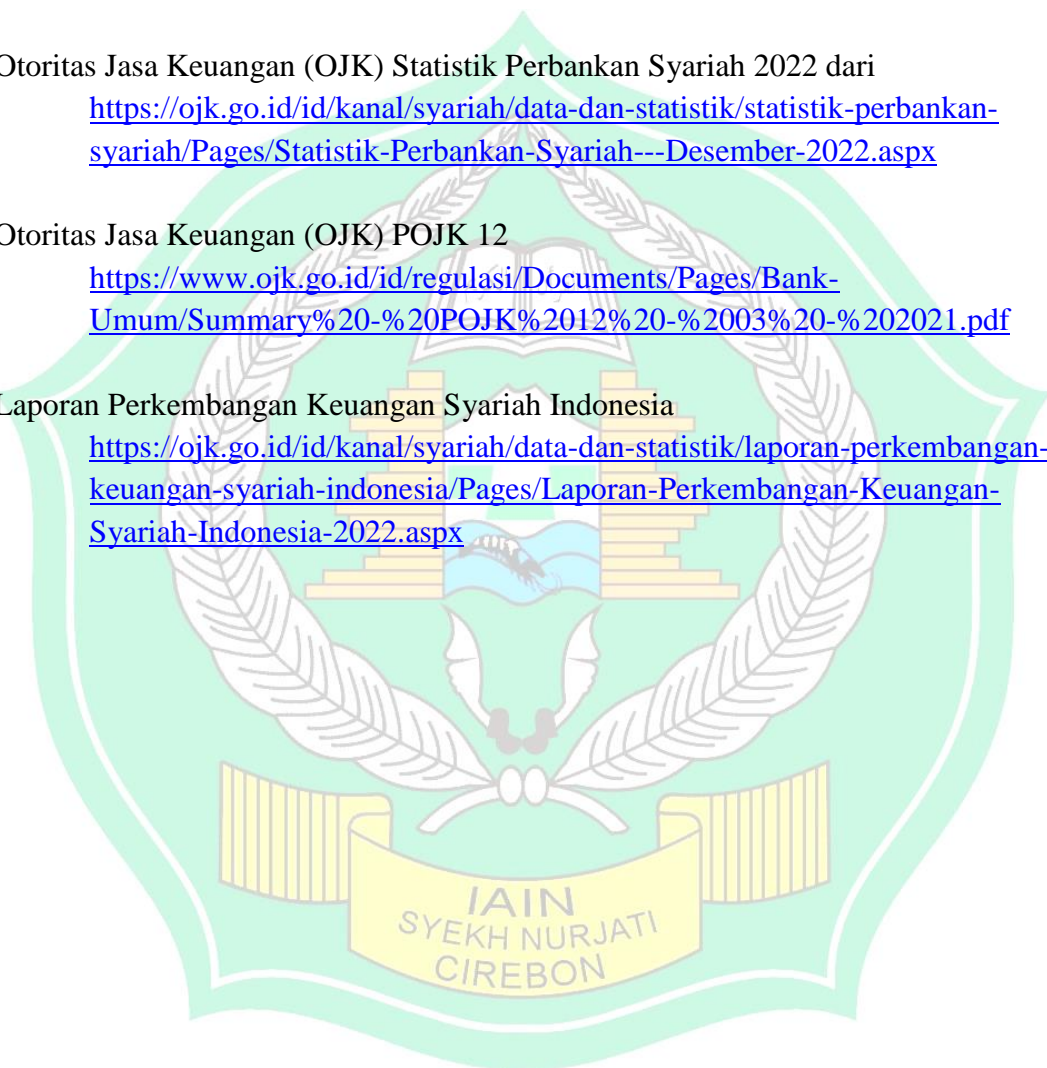 Otoritas Jasa Keuangan (OJK) Statistik Perbankan Syariah 2022 dari
https://ojk.go.id/id/kanal/syariah/data-dan-statistik/statistik-perbankan-
syariah/Pages/Statistik-Perbankan-Syariah---Desember-2022.aspx
Otoritas Jasa Keuangan (OJK) POJK 12
https://www.ojk.go.id/id/regulasi/Documents/Pages/Bank-
Umum/Summary%20-%20POJK%2012%20-%2003%20-%202021.pdf
Laporan Perkembangan Keuangan Syariah Indonesia
https://ojk.go.id/id/kanal/syariah/data-dan-statistik/laporan-perkembangan-
keuangan-syariah-indonesia/Pages/Laporan-Perkembangan-Keuangan-
Syariah-Indonesia-2022.aspx
IAIN
SYEKH NURJATI
CIREBON